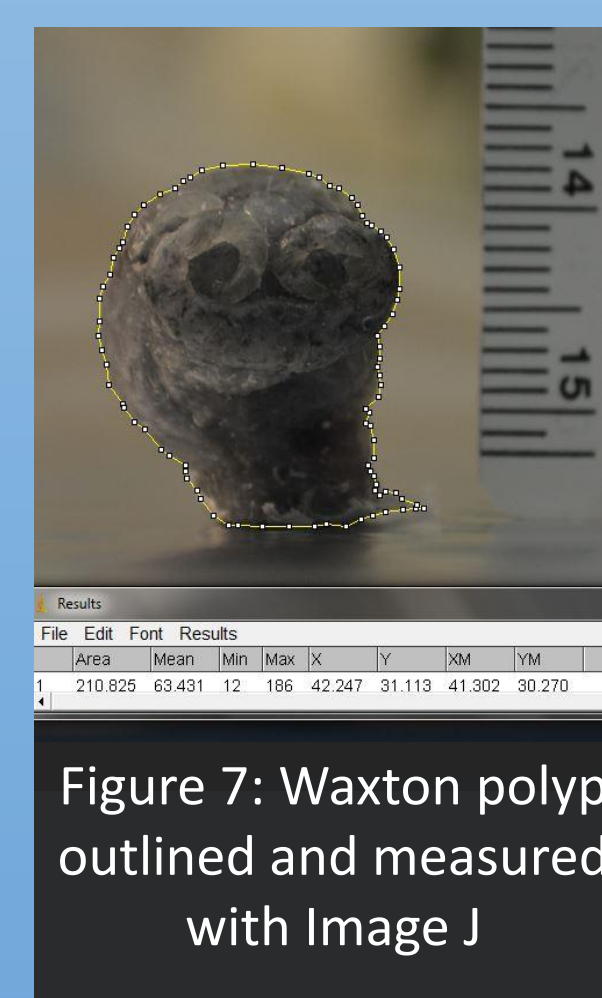 14
15
Results
File Edit Font Results
Area Mean Min Max X Y XM YM
1 210.825 63.431 12 186 42.247 31.113 41.302 30.270
Figure 7: Waxton polyp
outlined and measured
with Image J